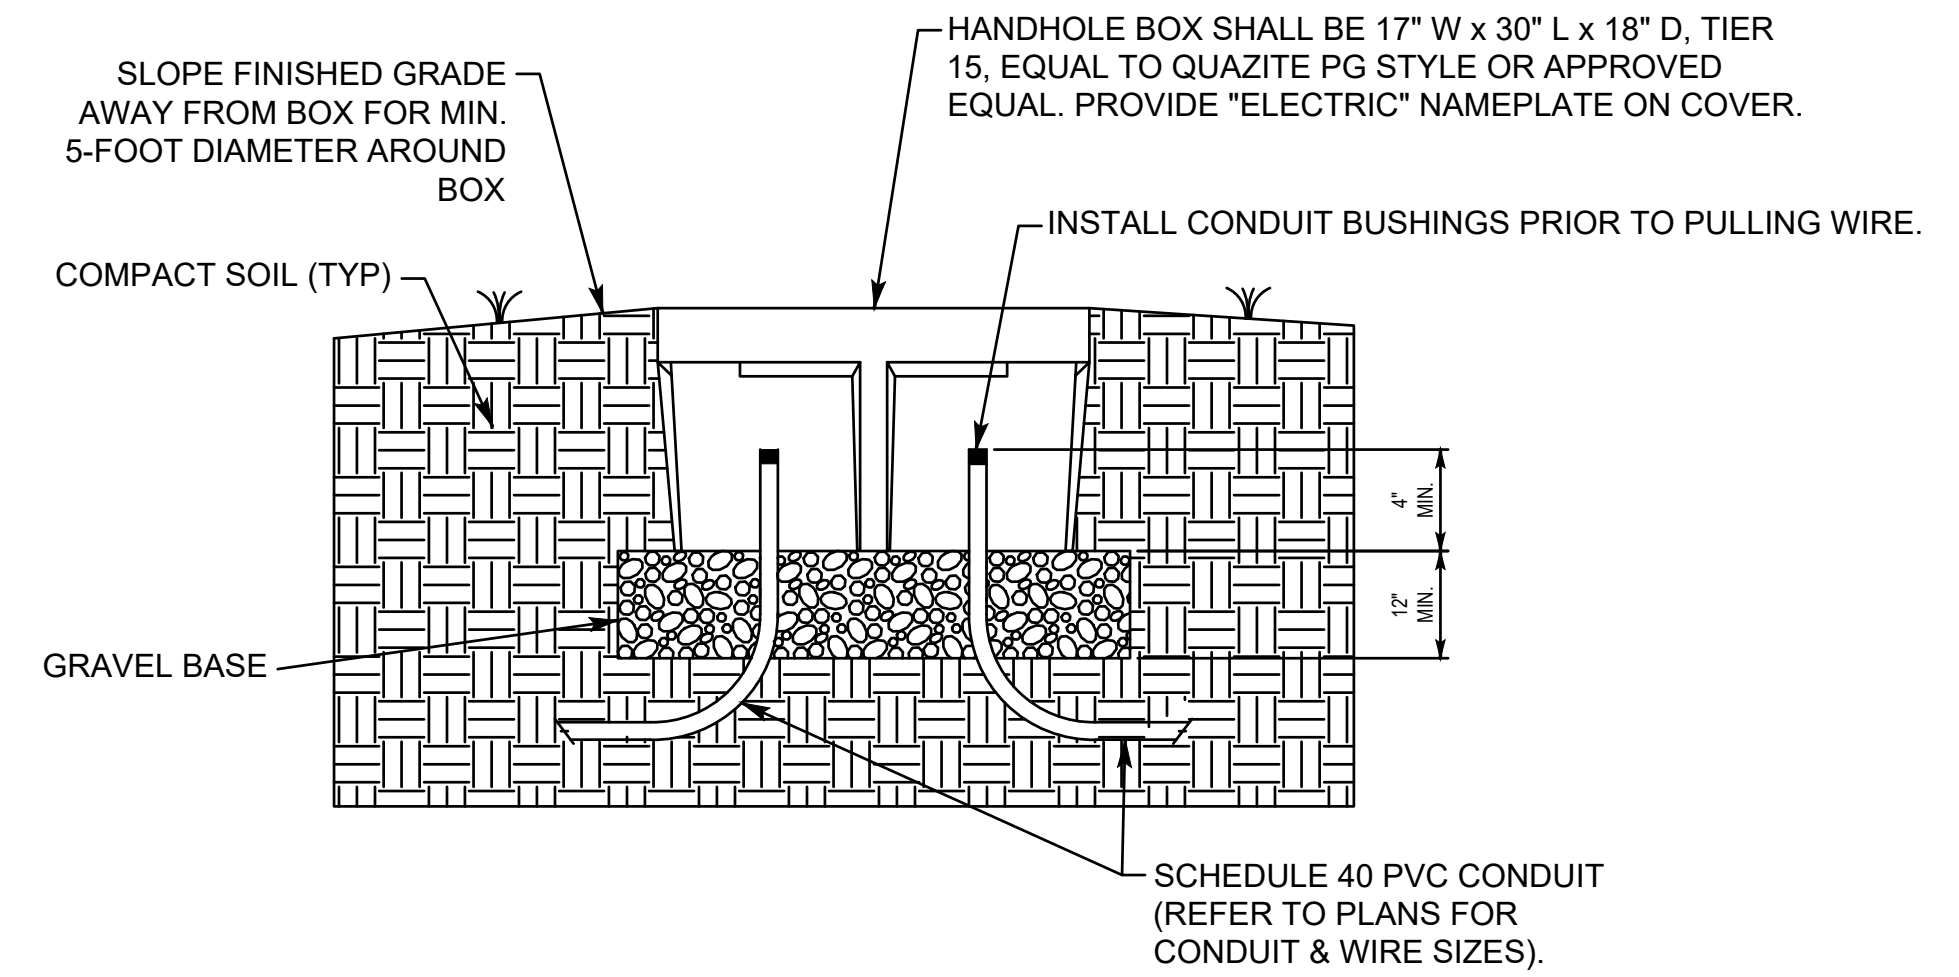 HANDHOLE BOX SHALL BE 17" W x 30" L x 18" D, TIER
15, EQUAL TO QUAZITE PG STYLE OR APPROVED
EQUAL. PROVIDE "ELECTRIC" NAMEPLATE ON COVER.
SLOPE FINISHED GRADE
AWAY FROM BOX FOR MIN.
5-FOOT DIAMETER AROUND
BOX
INSTALL CONDUIT BUSHINGS PRIOR TO PULLING WIRE.
COMPACT SOIL (TYP)
4"
MIN.
12"
MIN.
GRAVEL BASE
SCHEDULE 40 PVC CONDUIT
(REFER TO PLANS FOR
CONDUIT & WIRE SIZES).